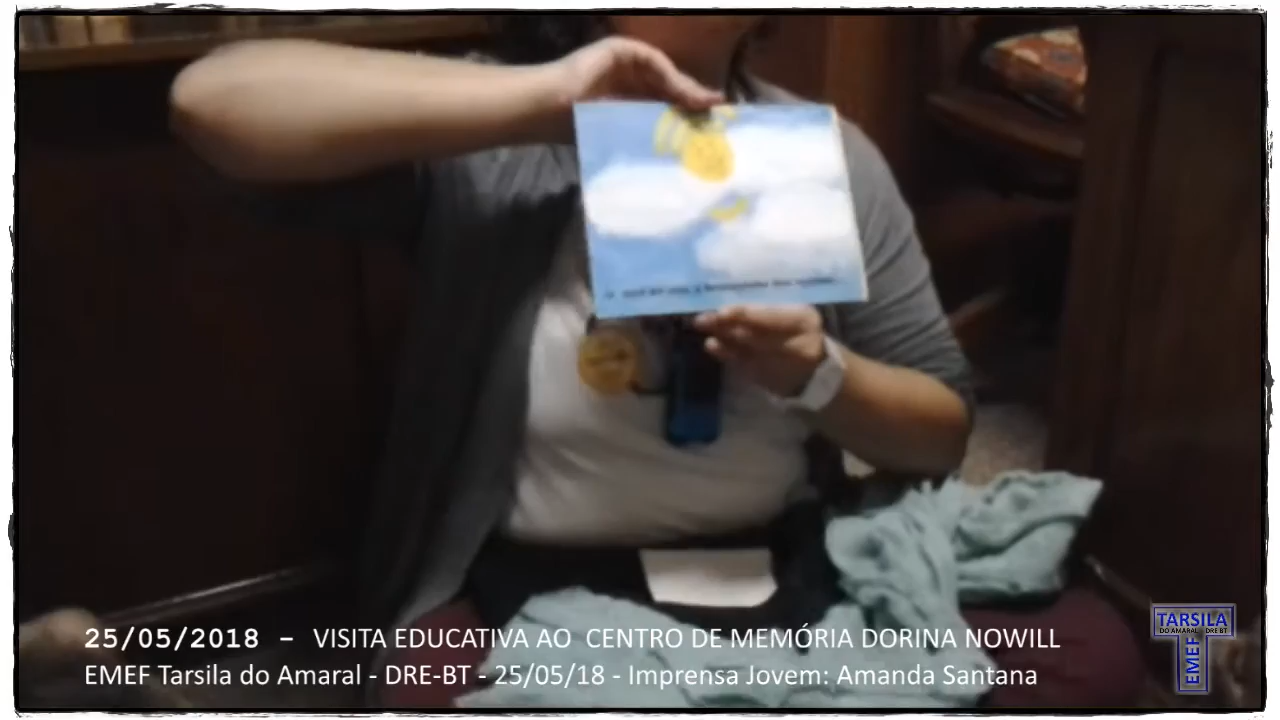 25/05/2018 - VISITA EDUCATIVA AO CENTRO DE MEMÓRIA DORINA NOWILL
EMEF Tarsila do Amaral - DRE-BT - 25/05/18 - Imprensa Jovem: Amanda Santana
TARSILA
DO AMARAL DRE BT
EMEF